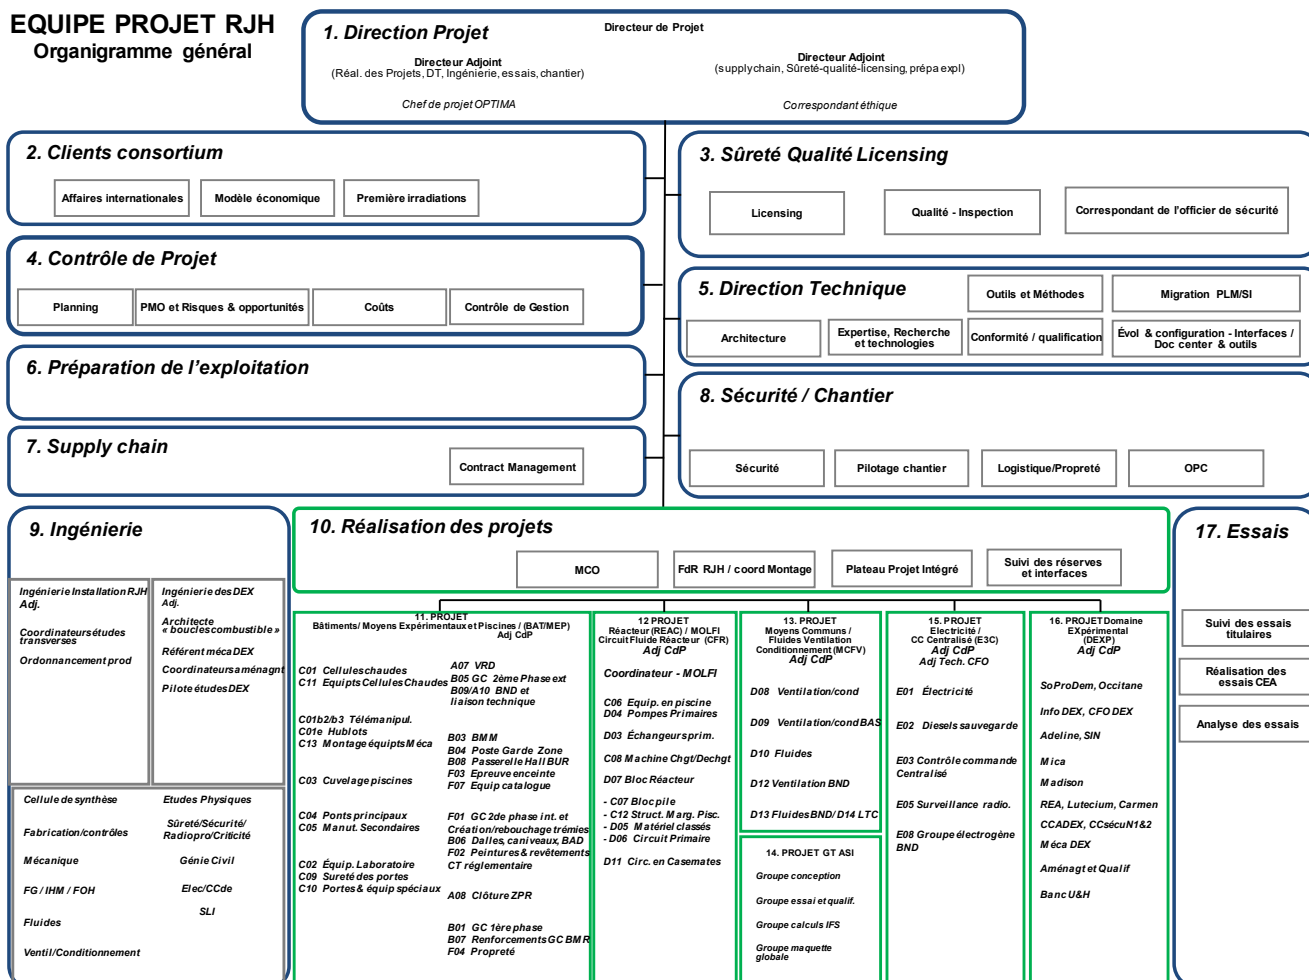 EQUIPE PROJET RJH
Organigramme général
1. Direction Projet
Directeur de Projet
Directeur Adjoint
(Réal. des Projets, DT, Ingénierie, essais, chantier)
Directeur Adjoint
(supplychain, Sûreté-qualité-licensing, prépa expl)
Chef de projet OPTIMA
Correspondant éthique
2. Clients consortium
Affaires internationales
Modèle économique
Première irradiations
3. Sûreté Qualité Licensing
Licensing
Qualité - Inspection
Correspondant de l'officier de sécurité
4. Contrôle de Projet
Planning
PMO et Risques & opportunités
Coûts
Contrôle de Gestion
5. Direction Technique
Outils et Méthodes
Migration PLM/SI
Architecture
Expertise, Recherche
et technologies
Conformité / qualification
Évol & configuration - Interfaces /
Doc center & outils
6. Préparation de l'exploitation
7. Supply chain
Contract Management
8. Sécurité / Chantier
Sécurité
Pilotage chantier
Logistique/Propreté
OPC
9. Ingénierie
Ingénierie Installation RJH
Adj.
Coordinateurs études
transverses
Ordonnancement prod
Ingénierie des DEX
Adj.
Architecte
« boucles combustible »
Référent méca DEX
Coordinateurs aménagnt
Pilote études DEX
Cellule de synthèse
Fabrication/contrôles
Mécanique
FG / IHM / FOH
Fluides
Ventil/Conditionnement
Etudes Physiques
Sûreté/Sécurité/
Radiopro/Criticité
Génie Civil
Elec/CCde
SLI
10. Réalisation des projets
MCO
FdR RJH / coord Montage
Plateau Projet Intégré
Suivi des réserves
et interfaces
11. PROJET
Bâtiments/ Moyens Expérimentaux et Piscines / (BAT/MEP)
Adj CdP
C01 Cellules chaudes
C11 Equipts Cellules Chaudes
C01b2/b3 Télémanipul.
C01e Hublots
C13 Montage équipts Méca
C03 Cuvelage piscines
C04 Ponts principaux
C05 Manut. Secondaires
C02 Équip. Laboratoire
C09 Sureté des portes
C10 Portes & équip spéciaux
A07 VRD
B05 GC 2ème Phase ext
B09/A10 BND et
liaison technique
B03 BMM
B04 Poste Garde Zone
B08 Passerelle Hall BUR
F03 Epreuve enceinte
F07 Equip catalogue
F01 GC 2de phase int. et
Création/rebouchage trémies
B06 Dalles, caniveaux, BAD
F02 Peintures & revêtements
CT réglementaire
A08 Clôture ZPR
B01 GC 1ère phase
B07 Renforcements GC BMR
F04 Propreté
12 PROJET
Réacteur (REAC) / MOLFI
Circuit Fluide Réacteur (CFR)
Adj CdP
Coordinateur - MOLFI
C06 Equip. en piscine
D04 Pompes Primaires
D03 Échangeurs prim.
C08 Machine Chgt/Dechgt
D07 Bloc Réacteur
- C07 Bloc pile
- C12 Struct. Marg. Pisc.
- D05 Matériel classés
- D06 Circuit Primaire
D11 Circ. en Casemates
13. PROJET
Moyens Communs /
Fluides Ventilation
Conditionnement (MCFV)
Adj CdP
D08 Ventilation/cond
D09 Ventilation/cond BAS
D10 Fluides
D12 Ventilation BND
D13 Fluides BND/ D14 LTC
14. PROJET GT ASI
Groupe conception
Groupe essai et qualif.
Groupe calculs IFS
Groupe maquette
globale
15. PROJET
Electricité /
CC Centralisé (E3C)
Adj CdP
Adj Tech. CFO
E01 Électricité
E02 Diesels sauvegarde
E03 Contrôle commande
Centralisé
E05 Surveillance radio.
E08 Groupe électrogène
BND
16. PROJET Domaine
EXpérimental
(DEXP)
Adj CdP
SoProDem, Occitane
Info DEX, CFO DEX
Adeline, SIN
Mica
Madison
REA, Lutecium, Carmen
CCADEX, CCsécu N1&2
Méca DEX
Aménagt et Qualif
Banc U&H
17. Essais
Suivi des essais
titulaires
Réalisation des
essais CEA
Analyse des essais